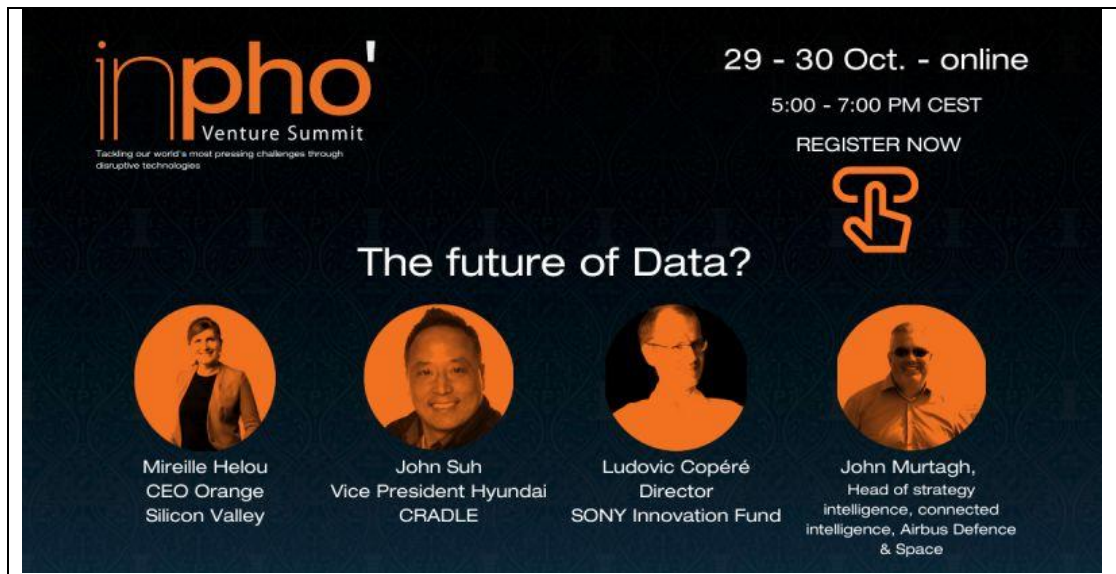 inpho'
Venture Summit
Tackling our world's most pressing challenges through
disruptive technologies
29 - 30 Oct. - online
5:00 - 7:00 PM CEST
REGISTER NOW
The future of Data?
Mireille Helou
CEO Orange
Silicon Valley
John Suh
Vice President Hyundai
CRADLE
Ludovic Copéré
Director
SONY Innovation Fund
John Murtagh,
Head of strategy
intelligence, connected
intelligence, Airbus Defence
& Space